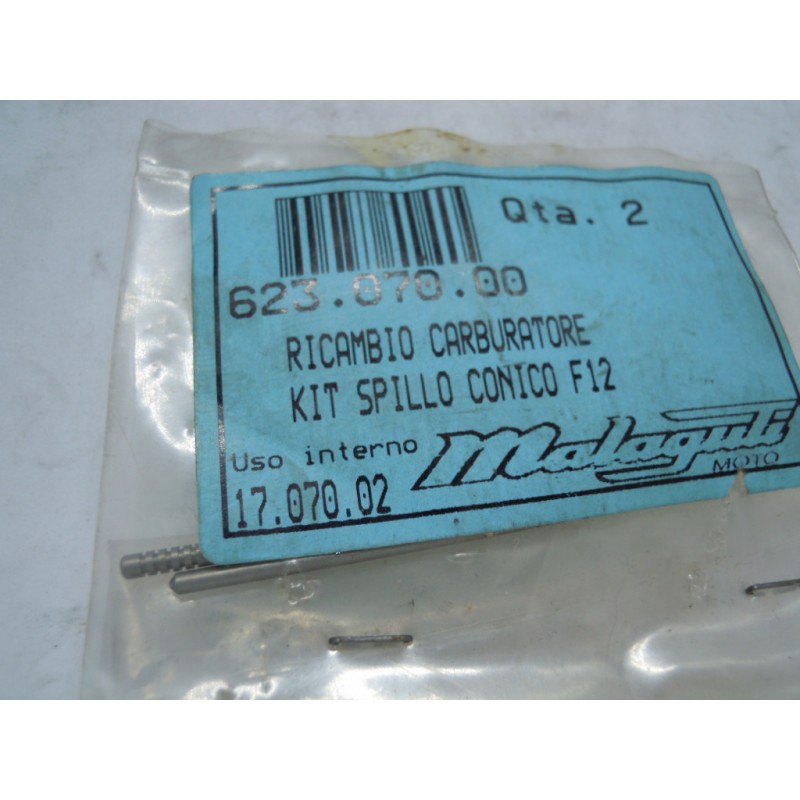 Qta. 2
623.070.00
RICAMBIO CARBURATORE
KIT SPILLO CONICO F12
Uso interno
17.070.02
Malaguti
MOTO